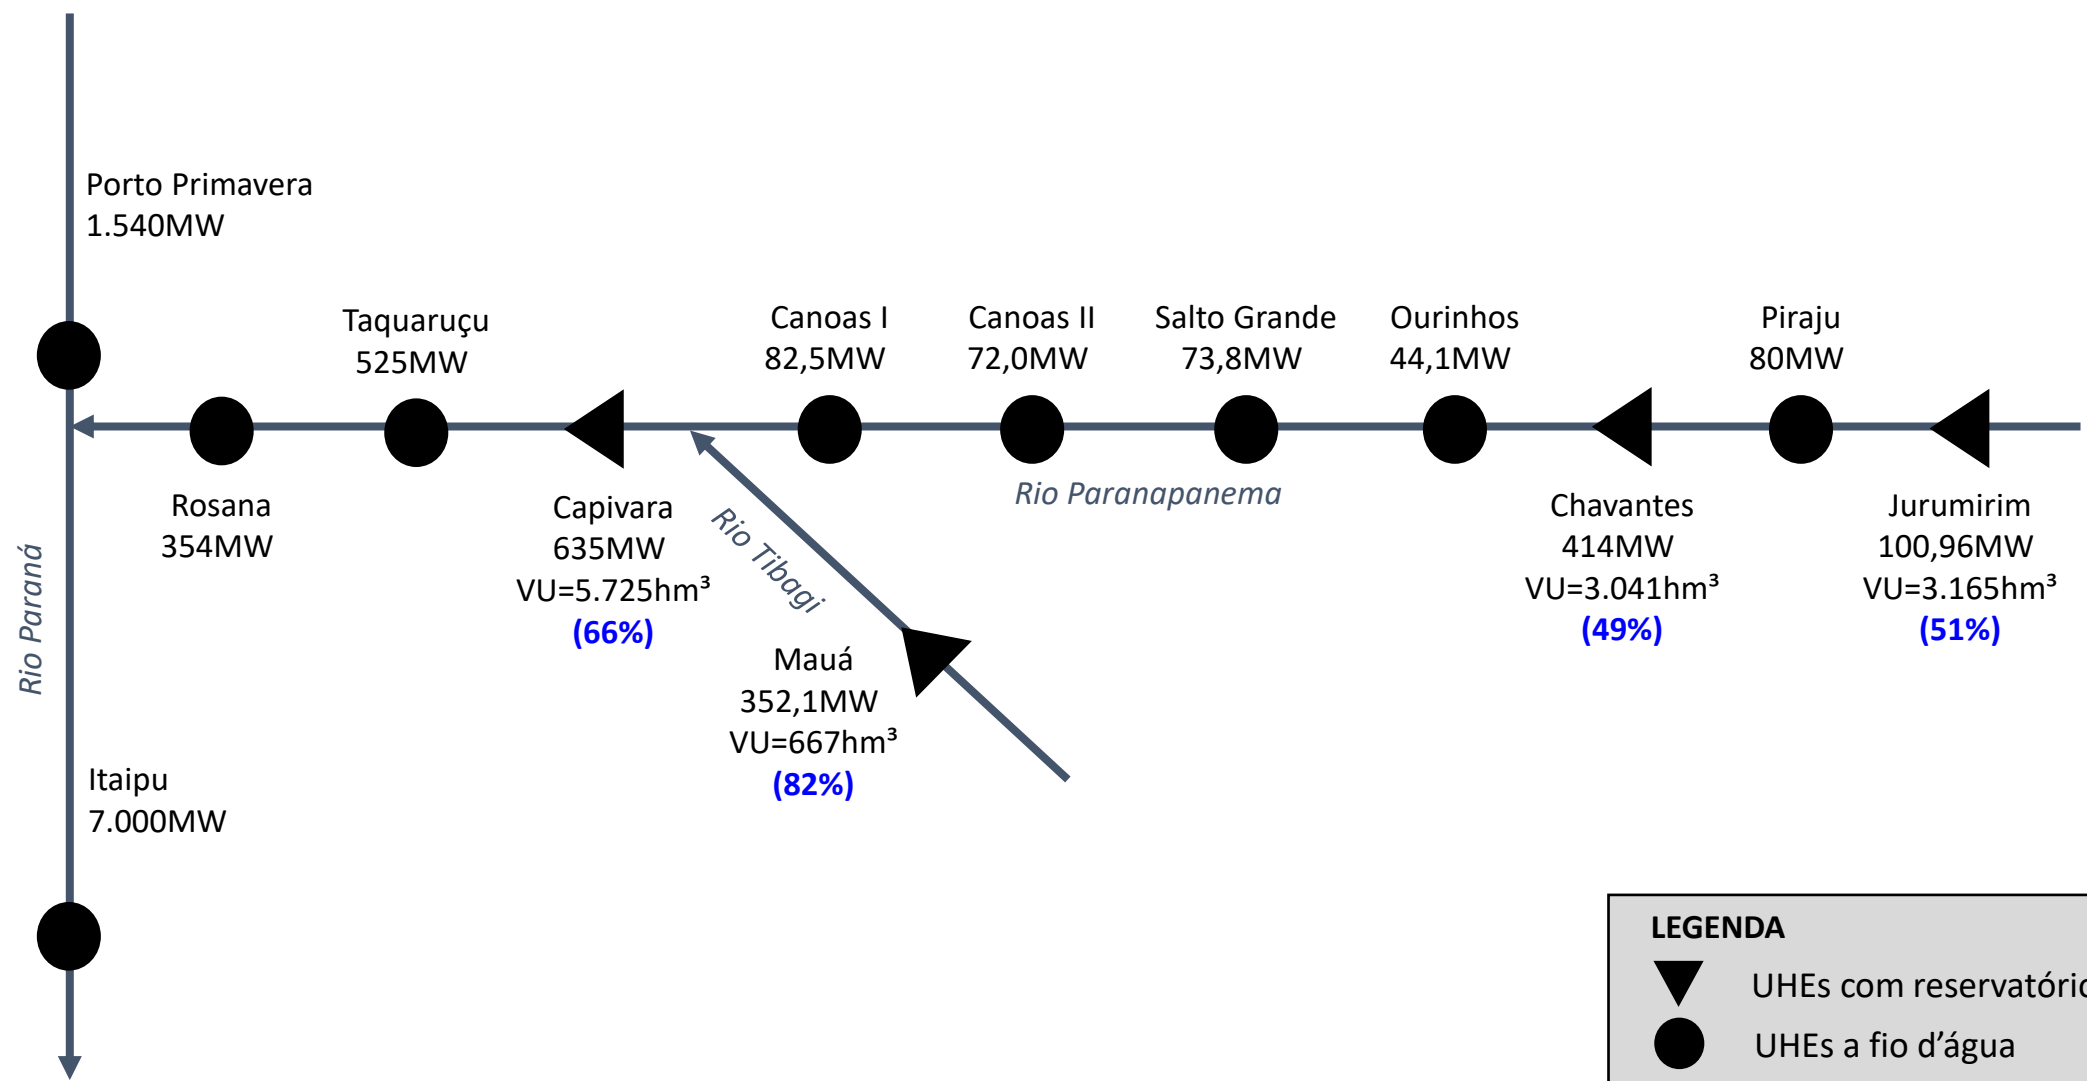 Porto Primavera
1.540MW
Taquaruçu
525MW
Canoas I
82,5MW
Canoas II
72,0MW
Salto Grande
73,8MW
Ourinhos
44,1MW
Piraju
80MW
Rosana
354MW
Capivara
635MW
VU=5.725hm³
(66%)
Rio Tibagi
Rio Paranapanema
Chavantes
414MW
VU=3.041hm³
(49%)
Jurumirim
100,96MW
VU=3.165hm³
(51%)
Rio Paraná
Mauá
352,1MW
VU=667hm³
(82%)
Itaipu
7.000MW
LEGENDA
UHEs com reservatório
UHEs a fio d’água